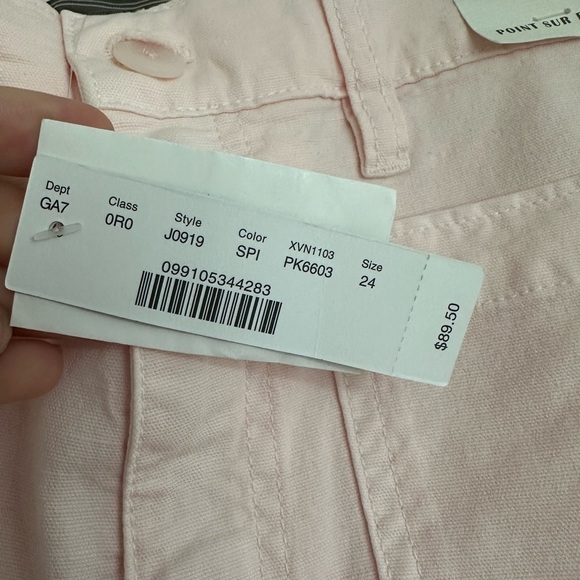 POINT SUR
Dept Class Style Color XVN1103 Size
GA7 0R0 J0919 SPI PK6603 24
099105344283
$89.50